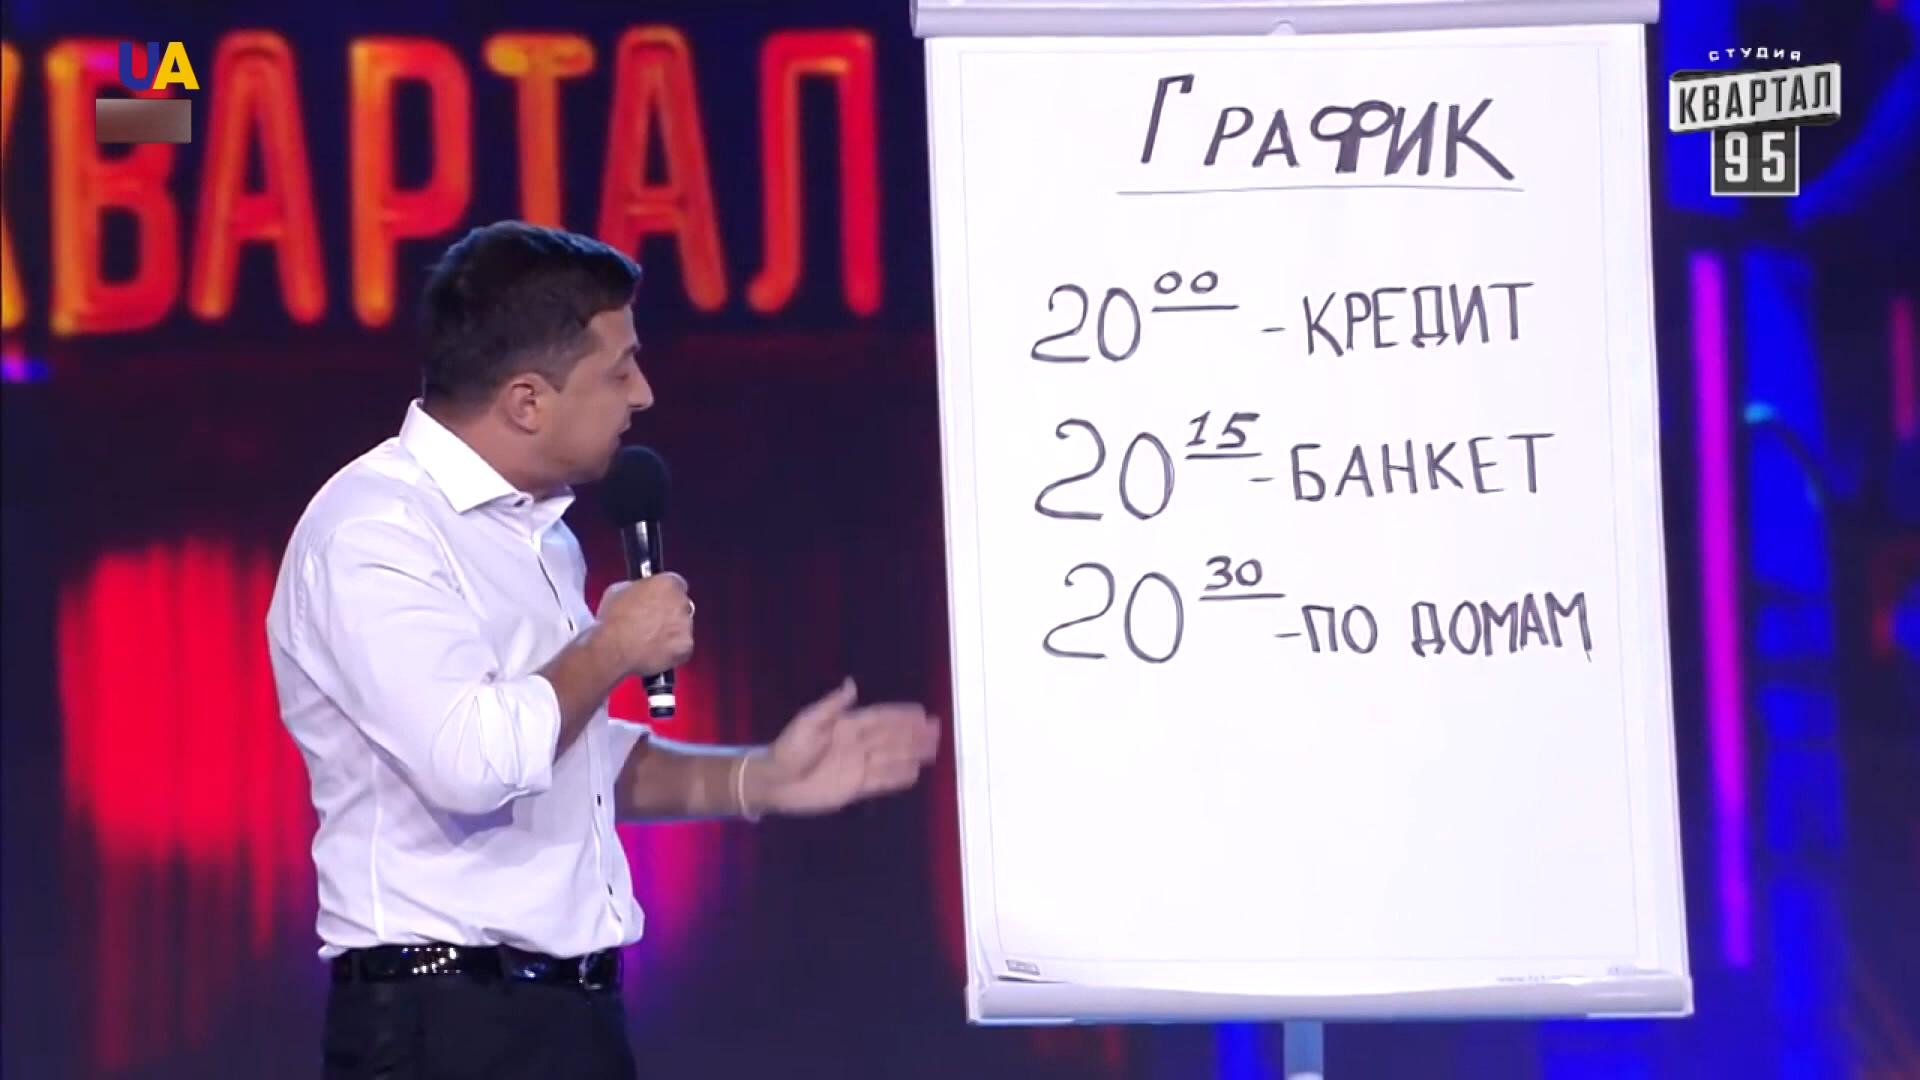 UA
КВАРТАЛ
СТУДИЯ
КВАРТАЛ
95
ГРАФИК
20⁰⁰ - КРЕДИТ
20¹⁵ - БАНКЕТ
20³⁰ - ПО ДОМАМ